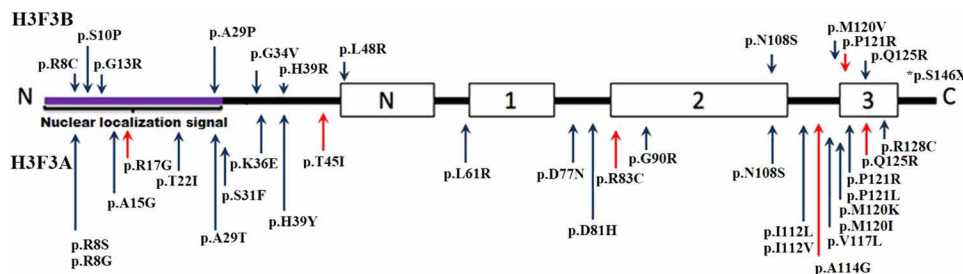 H3F3B
p.S10P
p.R8C
p.G13R
p.A29P
p.G34V
p.H39R
p.L48R
p.N108S
p.M120V
p.P121R
p.Q125R
*p.S146X
N
N
1
2
3
C
Nuclear localization signal
H3F3A
p.R8S
p.R8G
p.A15G
p.R17G
p.T22I
p.A29T
p.S31F
p.K36E
p.H39Y
p.T45I
p.L61R
p.D77N
p.D81H
p.R83C
p.G90R
p.N108S
p.I112L
p.I112V
p.A114G
p.V117L
p.M120I
p.M120K
p.P121L
p.P121R
p.Q125R
p.R128C